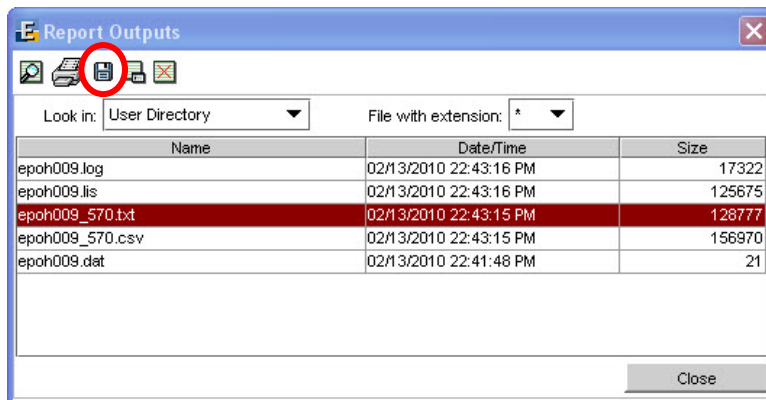 E Report Outputs
Look in: User Directory File with extension: *
Name Date/Time Size
epoh009.log 02/13/2010 22:43:16 PM 17322
epoh009.lis 02/13/2010 22:43:16 PM 125675
epoh009_570.txt 02/13/2010 22:43:15 PM 128777
epoh009_570.csv 02/13/2010 22:43:15 PM 156970
epoh009.dat 02/13/2010 22:41:48 PM 21
Close